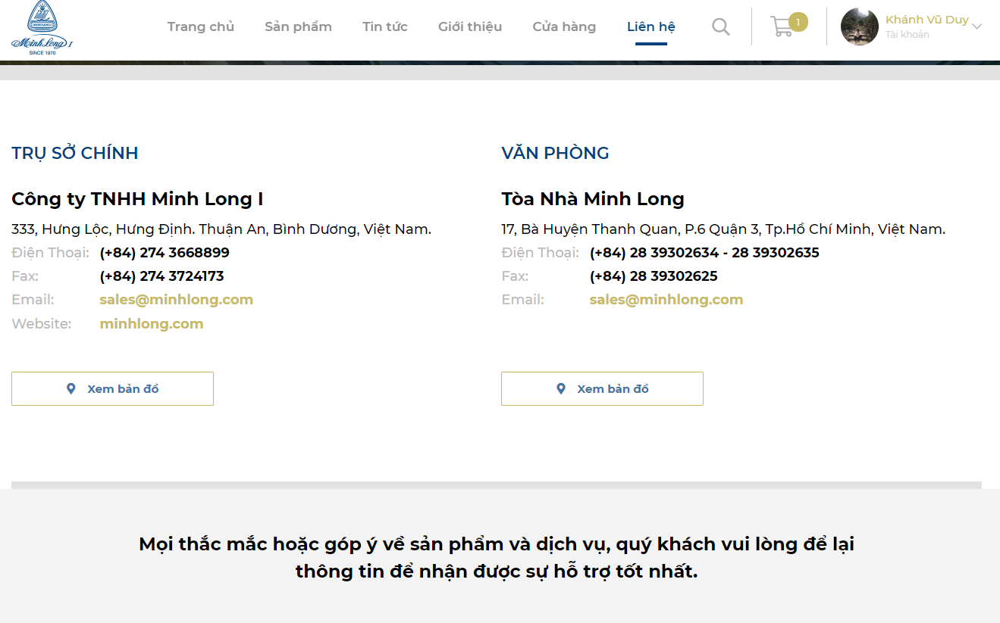 MINH LONG I
Minh Long I
SINCE 1970
Trang chủ
Sản phẩm
Tin tức
Giới thiệu
Cửa hàng
Liên hệ
1
Khánh Vũ Duy
Tài khoản
TRỤ SỞ CHÍNH
Công ty TNHH Minh Long I
333, Hưng Lộc, Hưng Định. Thuận An, Bình Dương, Việt Nam.
Điện Thoại: (+84) 274 3668899
Fax: (+84) 274 3724173
Email: sales@minhlong.com
Website: minhlong.com
Xem bản đồ
VĂN PHÒNG
Tòa Nhà Minh Long
17, Bà Huyện Thanh Quan, P.6 Quận 3, Tp.Hồ Chí Minh, Việt Nam.
Điện Thoại: (+84) 28 39302634 - 28 39302635
Fax: (+84) 28 39302625
Email: sales@minhlong.com
Xem bản đồ
Mọi thắc mắc hoặc góp ý về sản phẩm và dịch vụ, quý khách vui lòng để lại
thông tin để nhận được sự hỗ trợ tốt nhất.